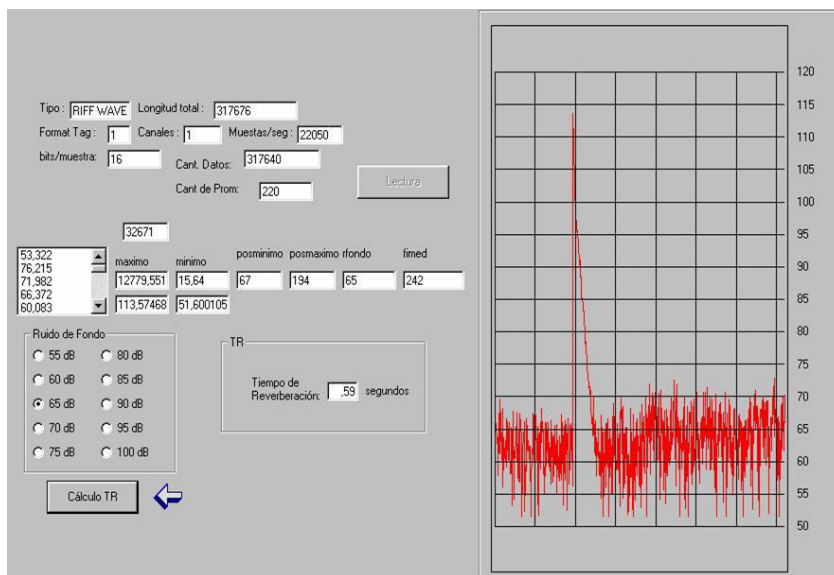 Tipo : RIFF WAVE Longitud total : 317676
Format Tag : 1 Canales : 1 Muestas/seg : 22050
bits/muestra: 16 Cant. Datos: 317640
Cant de Prom: 220
Lectura
32671
53,322
76,215
71,982
66,372
60,083
maximo minimo posminimo posmaximo rfondo fimed
12779,551 15,64 67 194 65 242
113,57468 51,600105
Ruido de Fondo
55 dB 80 dB
60 dB 85 dB
65 dB 90 dB
70 dB 95 dB
75 dB 100 dB
TR
Tiempo de
Reverberación: ,59 segundos
Cálculo TR
120
115
110
105
100
95
90
85
80
75
70
65
60
55
50